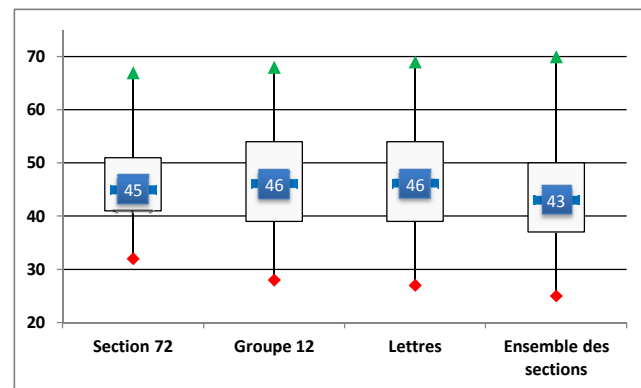 70
60
50
40
30
20
45
46
46
43
Section 72
Groupe 12
Lettres
Ensemble des
sections